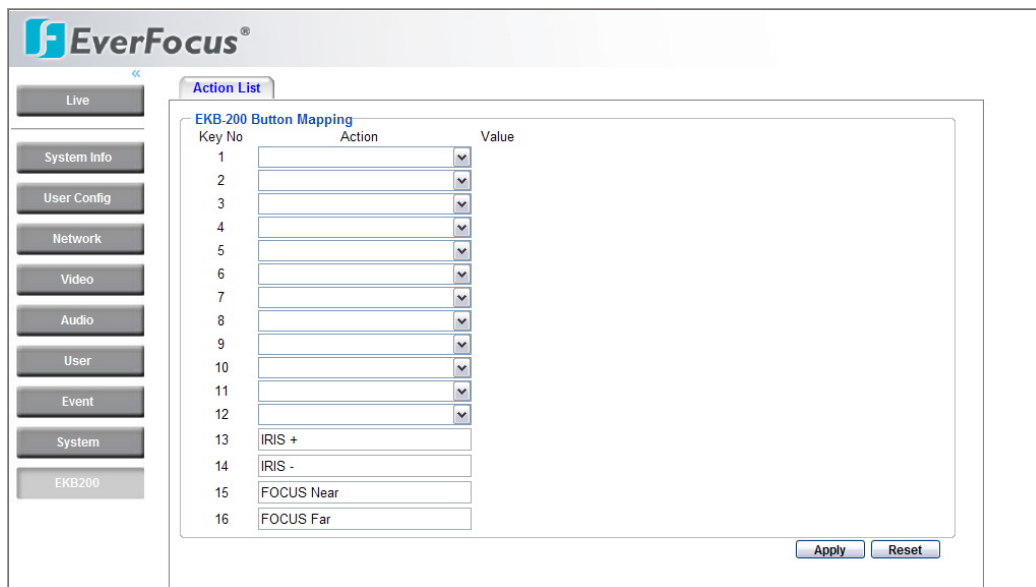 EverFocus®
«
Live
System Info
User Config
Network
Video
Audio
User
Event
System
EKB200
Action List
EKB-200 Button Mapping
Key No Action Value
1
2
3
4
5
6
7
8
9
10
11
12
13 IRIS +
14 IRIS -
15 FOCUS Near
16 FOCUS Far
Apply Reset